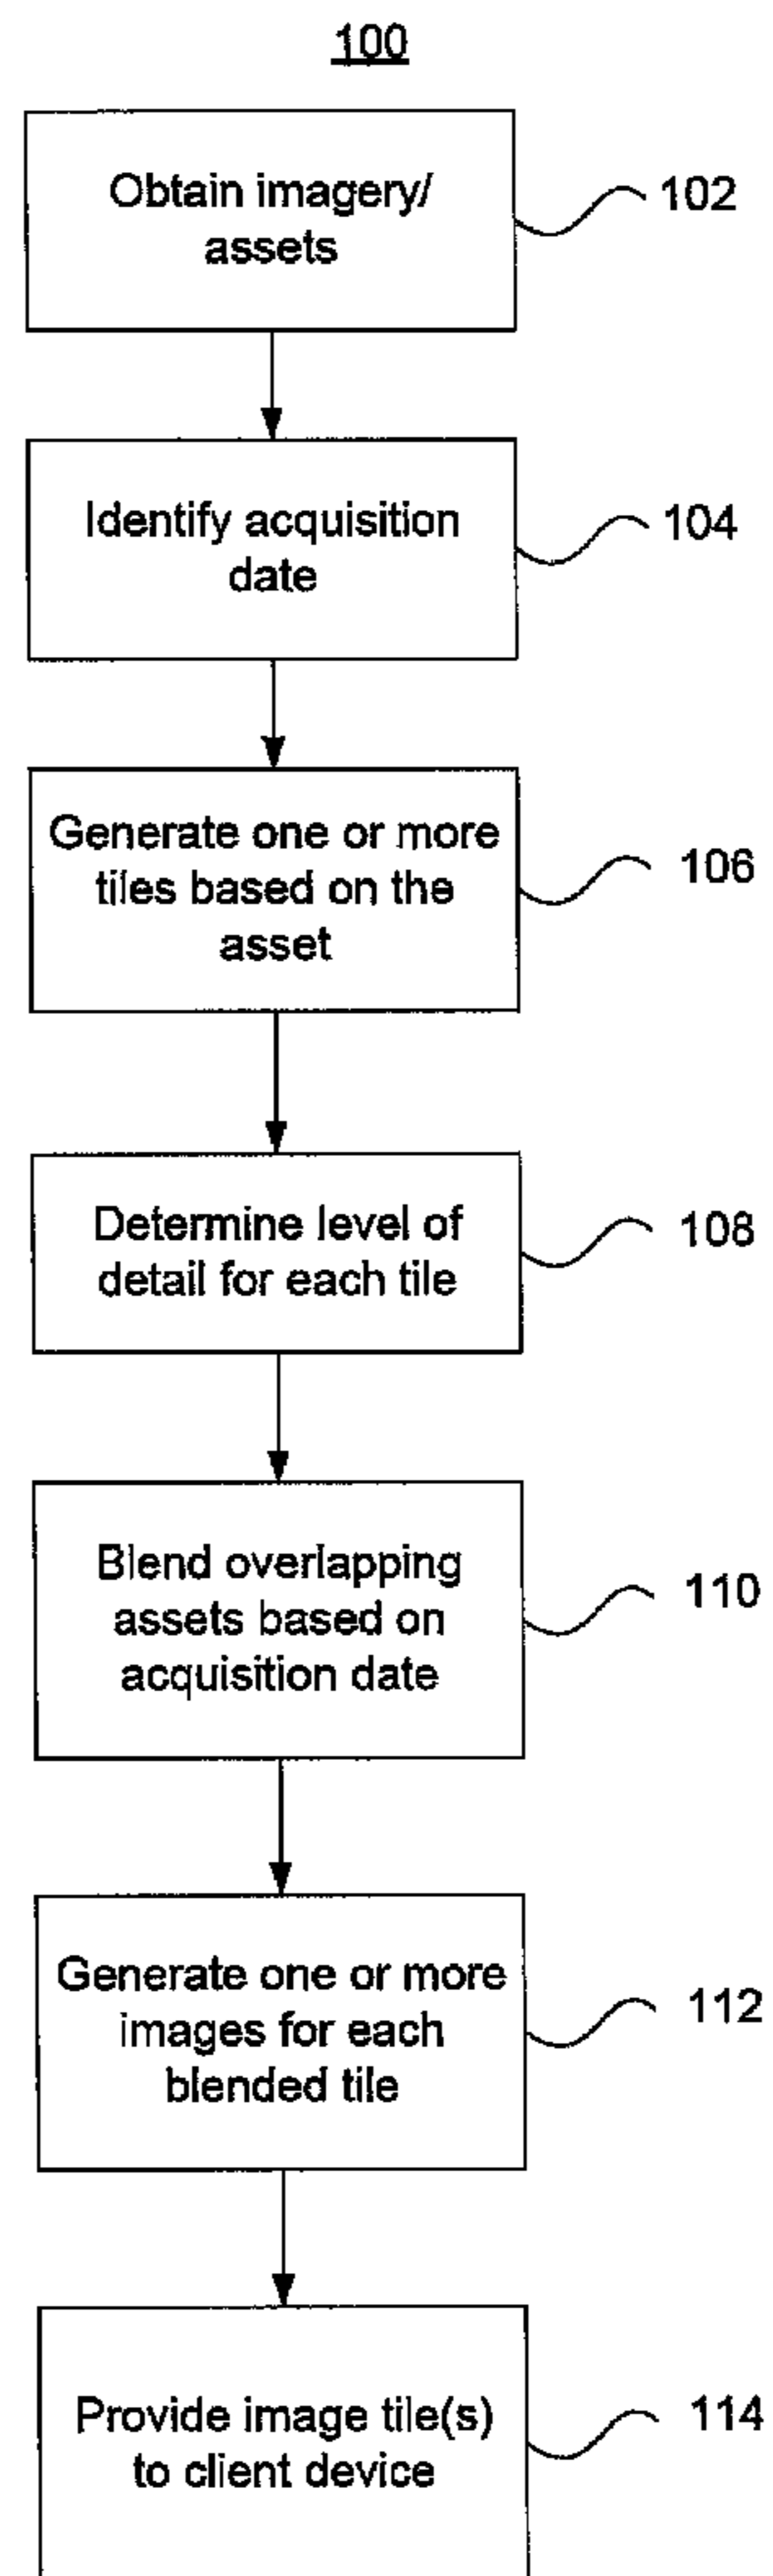 100
Obtain imagery/
assets
102
Identify acquisition
date
104
Generate one or more
tiles based on the
asset
106
Determine level of
detail for each tile
108
Blend overlapping
assets based on
acquisition date
110
Generate one or more
images for each
blended tile
112
Provide image tile(s)
to client device
114